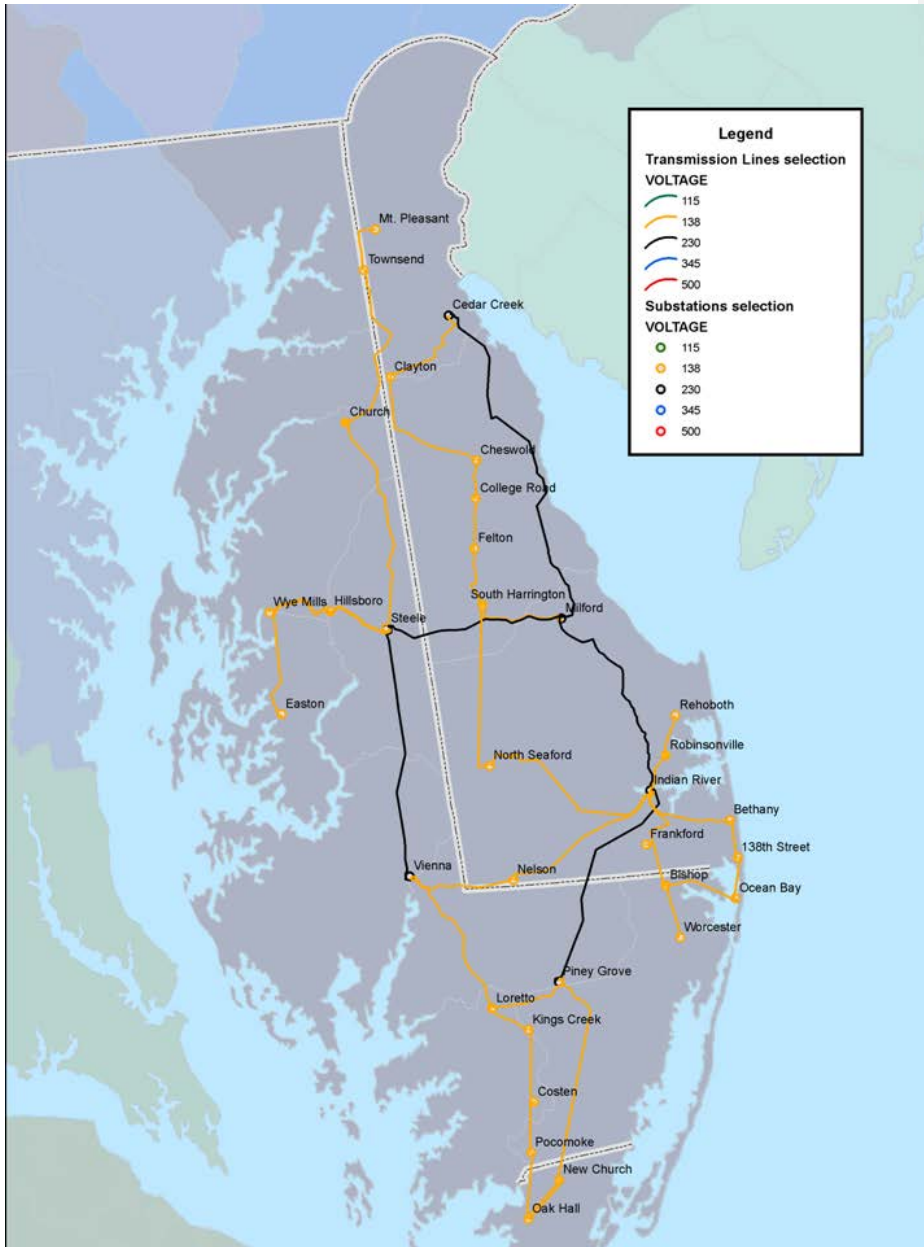 Legend
Transmission Lines selection
VOLTAGE
115
138
230
345
500
Substations selection
VOLTAGE
115
138
230
345
500
Mt. Pleasant
Townsend
Cedar Creek
Clayton
Church
Cheswold
College Road
Felton
Wye Mills
Hillsboro
South Harrington
Milford
Steele
Easton
Rehoboth
Robinsonville
North Seaford
Indian River
Bethany
Frankford
138th Street
Vienna
Nelson
Bishop
Ocean Bay
Worcester
Piney Grove
Loretto
Kings Creek
Costen
Pocomoke
New Church
Oak Hall